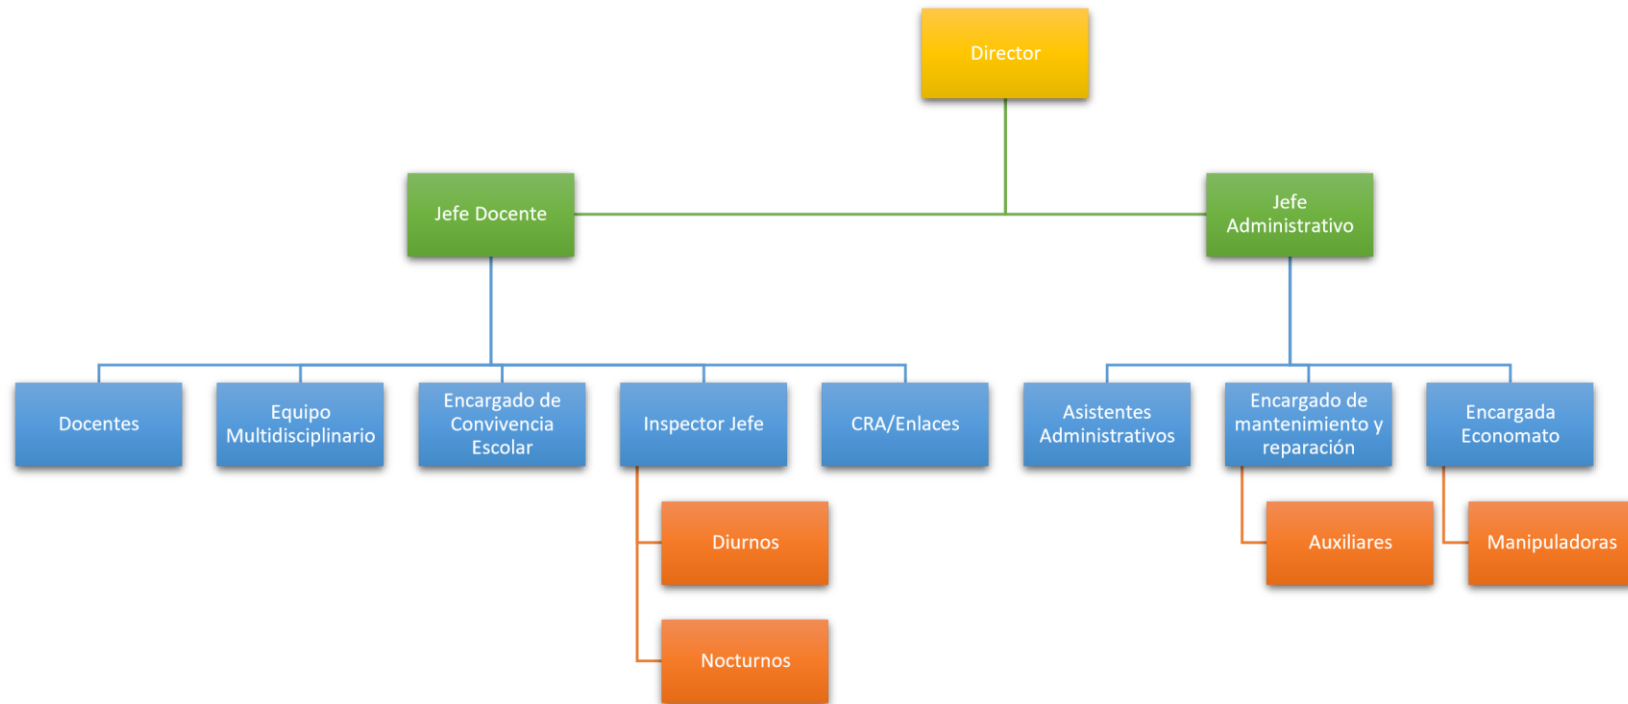 Director
Jefe Docente
Jefe
Administrativo
Docentes
Equipo
Multidisciplinario
Encargado de
Convivencia
Escolar
Inspector Jefe
CRA/Enlaces
Asistentes
Administrativos
Encargado de
mantenimiento y
reparación
Encargada
Economato
Diurnos
Auxiliares
Manipuladoras
Nocturnos